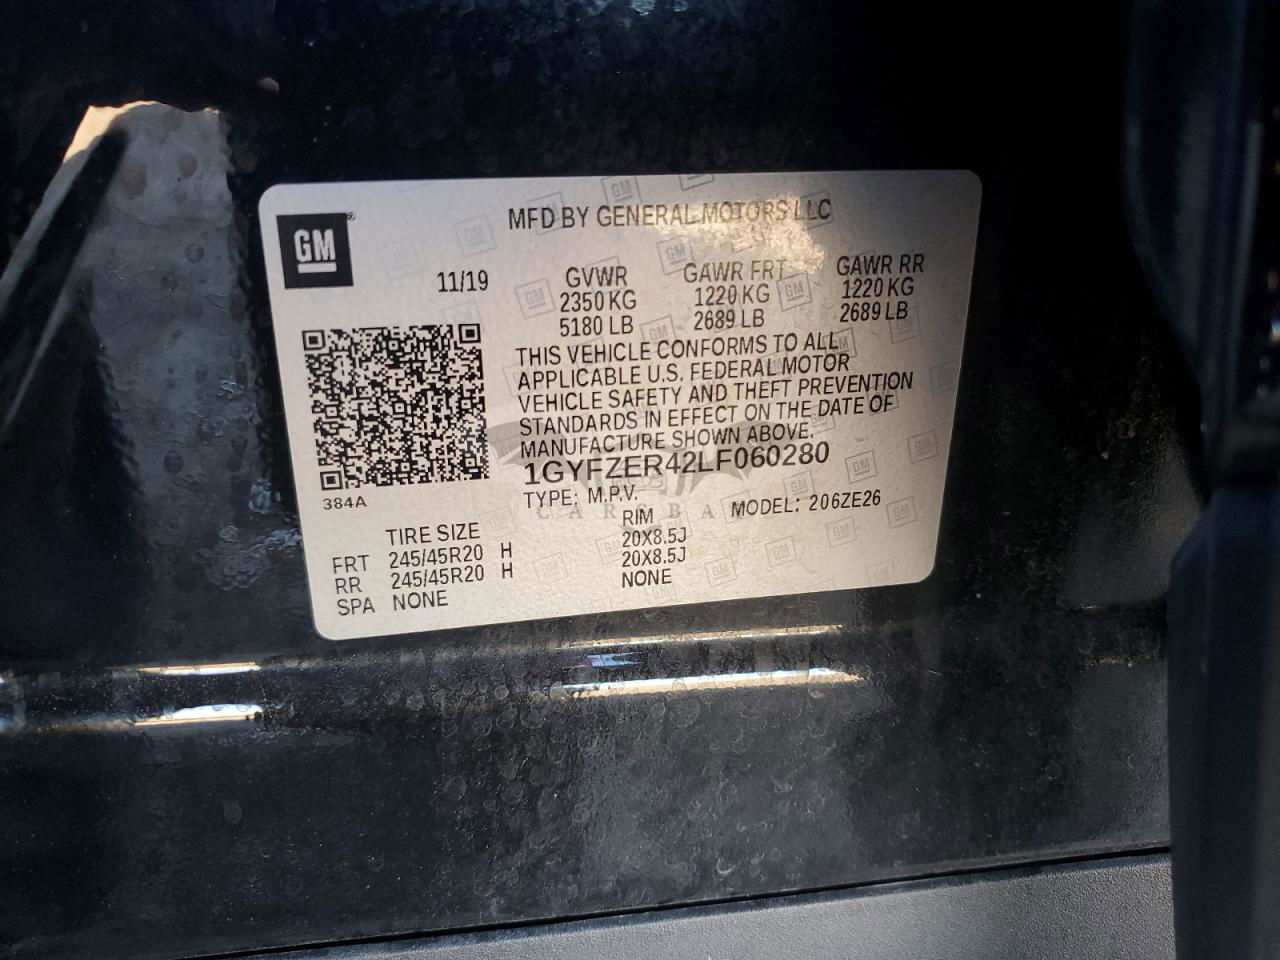 GM
MFD BY GENERAL MOTORS LLC
11/19
GVWR GAWR FRT GAWR RR
2350 KG 1220 KG 1220 KG
5180 LB 2689 LB 2689 LB
THIS VEHICLE CONFORMS TO ALL
APPLICABLE U.S. FEDERAL MOTOR
VEHICLE SAFETY AND THEFT PREVENTION
STANDARDS IN EFFECT ON THE DATE OF
MANUFACTURE SHOWN ABOVE.
1GYFZER42LF060280
384A
TYPE: M.P.V. MODEL: 206ZE26
TIRE SIZE RIM
FRT 245/45R20 H 20X8.5J
RR 245/45R20 H 20X8.5J
SPA NONE NONE